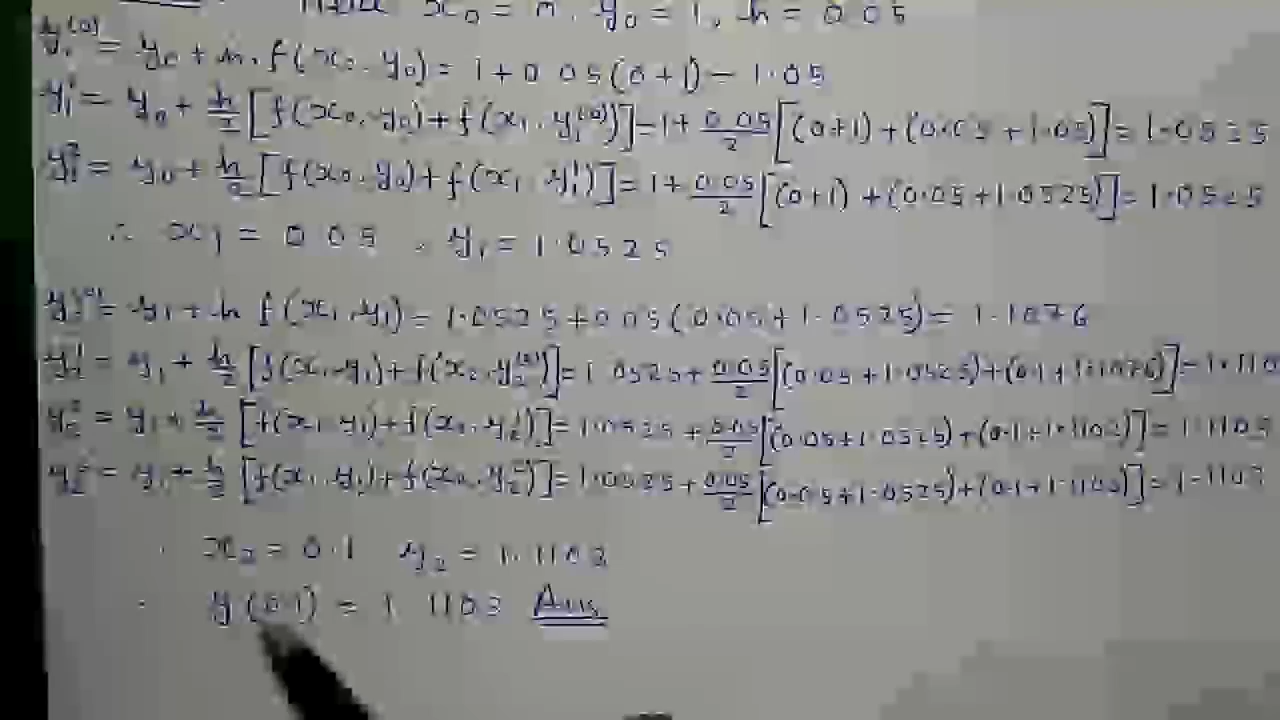 x₀ = 0, y₀ = 1, h = 0.05
y₁⁽⁰⁾ = y₀ + h. f(x₀, y₀) = 1 + 0.05(0+1) = 1.05
y₁¹ = y₀ + h/2 [f(x₀, y₀) + f(x₁, y₁⁽⁰⁾)] = 1 + 0.05/2 [(0+1) + (0.05 + 1.05)] = 1.0525
y₁² = y₀ + h/2 [f(x₀, y₀) + f(x₁, y₁¹)] = 1 + 0.05/2 [(0+1) + (0.05 + 1.0525)] = 1.0525
∴ x₁ = 0.05, y₁ = 1.0525
y₂⁽⁰⁾ = y₁ + h f(x₁, y₁) = 1.0525 + 0.05(0.05 + 1.0525) = 1.1076
y₂¹ = y₁ + h/2 [f(x₁, y₁) + f(x₂, y₂⁽⁰⁾)] = 1.0525 + 0.05/2 [(0.05 + 1.0525) + (0.1 + 1.1076)] = 1.110
y₂² = y₁ + h/2 [f(x₁, y₁) + f(x₂, y₂¹)] = 1.0525 + 0.05/2 [(0.05 + 1.0525) + (0.1 + 1.1103)] = 1.1103
= y₁ + h/2 [f(x₁, y₁) + f(x₂, y₂²)] = 1.0525 + 0.05/2 [(0.05 + 1.0525) + (0.1 + 1.1103)] = 1.1103
x₂ = 0.1 y₂ = 1.1103
y(0.1) = 1.1103 Ans